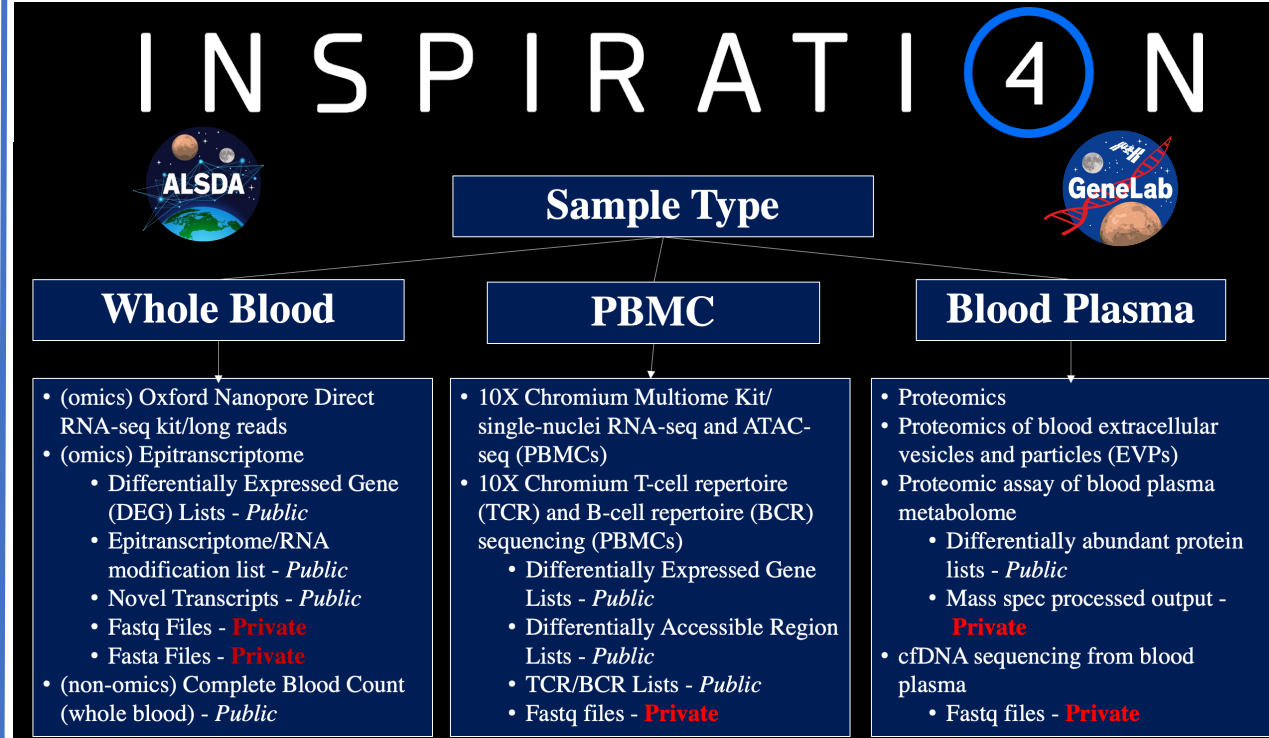 INSPIRATI4N
ALSDA
GeneLab
Sample Type
Whole Blood
• (omics) Oxford Nanopore Direct
RNA-seq kit/long reads
• (omics) Epitranscriptome
• Differentially Expressed Gene
(DEG) Lists - Public
• Epitranscriptome/RNA
modification list - Public
• Novel Transcripts - Public
• Fastq Files - Private
• Fasta Files - Private
• (non-omics) Complete Blood Count
(whole blood) - Public
PBMC
• 10X Chromium Multiome Kit/
single-nuclei RNA-seq and ATAC-
seq (PBMCs)
• 10X Chromium T-cell repertoire
(TCR) and B-cell repertoire (BCR)
sequencing (PBMCs)
• Differentially Expressed Gene
Lists - Public
• Differentially Accessible Region
Lists - Public
• TCR/BCR Lists - Public
• Fastq files - Private
Blood Plasma
• Proteomics
• Proteomics of blood extracellular
vesicles and particles (EVPs)
• Proteomic assay of blood plasma
metabolome
• Differentially abundant protein
lists - Public
• Mass spec processed output -
Private
• cfDNA sequencing from blood
plasma
• Fastq files - Private